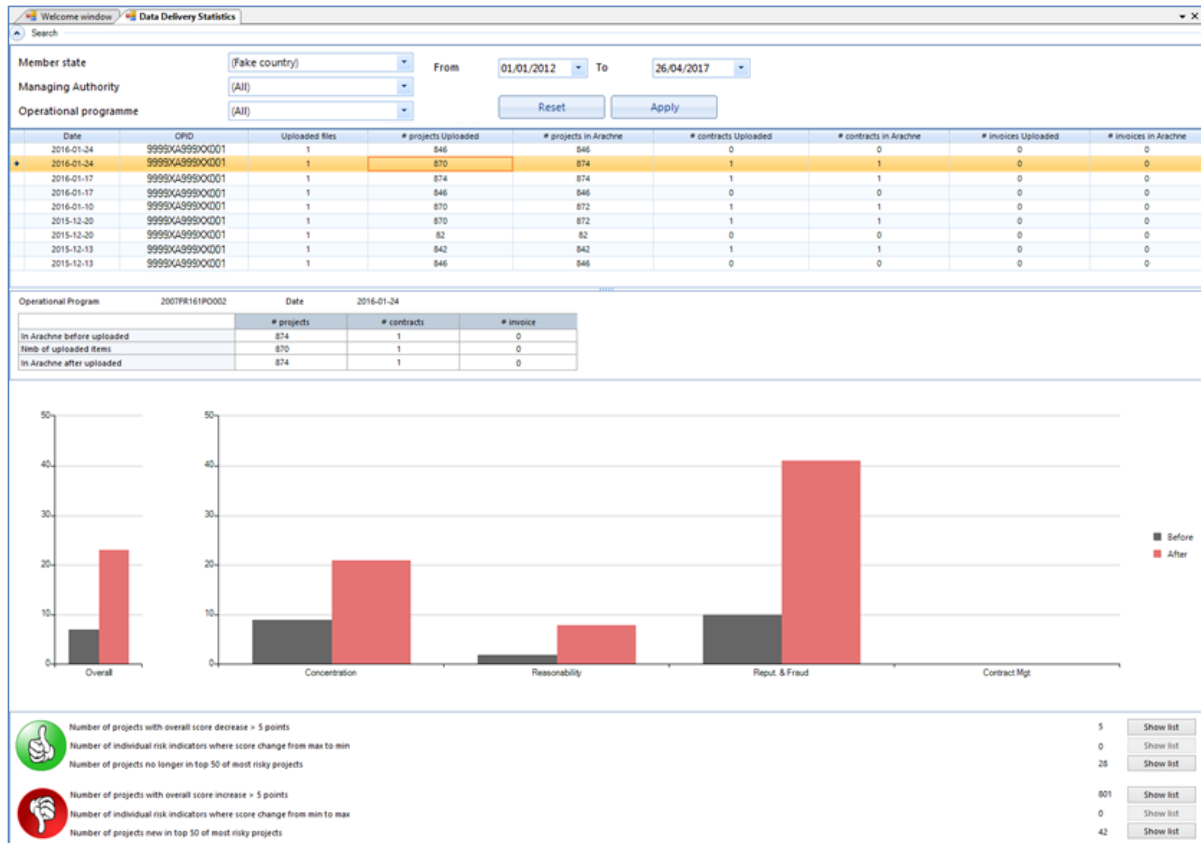 Welcome window Data Delivery Statistics
Search
Member state (Fake country) From 01/01/2012 To 26/04/2017
Managing Authority (All)
Operational programme (All) Reset Apply
Date OPID Uploaded files # projects Uploaded # projects in Arachne # contracts Uploaded # contracts in Arachne # invoices Uploaded # invoices in Arachne
2016-01-24 9999XA999XX001 1 846 846 0 0 0 0
2016-01-24 9999XA999XX001 1 870 874 1 1 0 0
2016-01-17 9999XA999XX001 1 874 874 1 1 0 0
2016-01-17 9999XA999XX001 1 846 846 0 0 0 0
2016-01-10 9999XA999XX001 1 870 872 1 1 0 0
2015-12-20 9999XA999XX001 1 870 872 1 1 0 0
2015-12-20 9999XA999XX001 1 82 82 0 0 0 0
2015-12-13 9999XA999XX001 1 842 842 1 1 0 0
2015-12-13 9999XA999XX001 1 846 846 0 0 0 0
Operational Program 2007FR161PO002 Date 2016-01-24
# projects # contracts # invoice
In Arachne before uploaded 874 1 0
Nmb of uploaded items 870 1 0
In Arachne after uploaded 874 1 0
50 50
40 40
30 30
20 20
10 10
0 0
Before
After
Overall Concentration Reasonability Reput. & Fraud Contract Mgt
Number of projects with overall score decrease > 5 points 5 Show list
Number of individual risk indicators where score change from max to min 0 Show list
Number of projects no longer in top 50 of most risky projects 28 Show list
Number of projects with overall score increase > 5 points 801 Show list
Number of individual risk indicators where score change from min to max 0 Show list
Number of projects new in top 50 of most risky projects 42 Show list